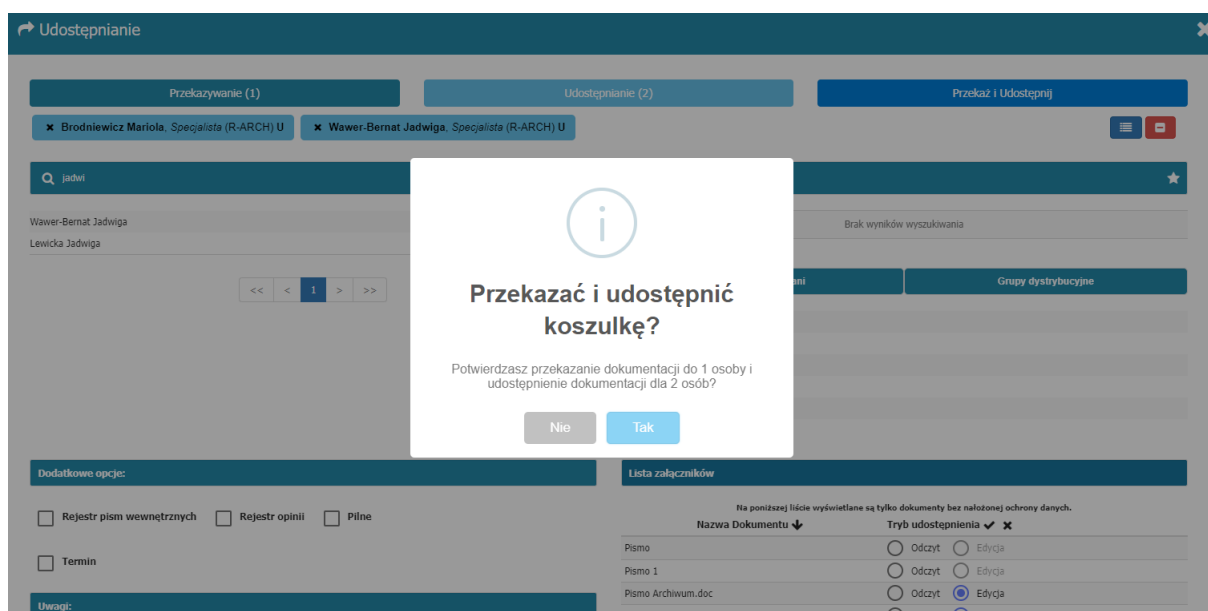 Udostępnianie
Przekazywanie (1)
Udostępnianie (2)
Przekaż i Udostępnij
Brodniewicz Mariola, Specjalista (R-ARCH) U
Wawer-Bernat Jadwiga, Specjalista (R-ARCH) U
jadwi
Wawer-Bernat Jadwiga
Lewicka Jadwiga
Brak wyników wyszukiwania
<< < 1 > >>
ani
Grupy dystrybucyjne
Przekazać i udostępnić
koszulkę?
Potwierdzasz przekazanie dokumentacji do 1 osoby i
udostępnienie dokumentacji dla 2 osób?
Nie
Tak
Dodatkowe opcje:
Rejestr pism wewnętrznych
Rejestr opinii
Pilne
Termin
Uwagi:
Lista załączników
Na poniższej liście wyświetlane są tylko dokumenty bez nałożonej ochrony danych.
Nazwa Dokumentu
Tryb udostępnienia
Pismo Odczyt Edycja
Pismo 1 Odczyt Edycja
Pismo Archiwum.doc Odczyt Edycja